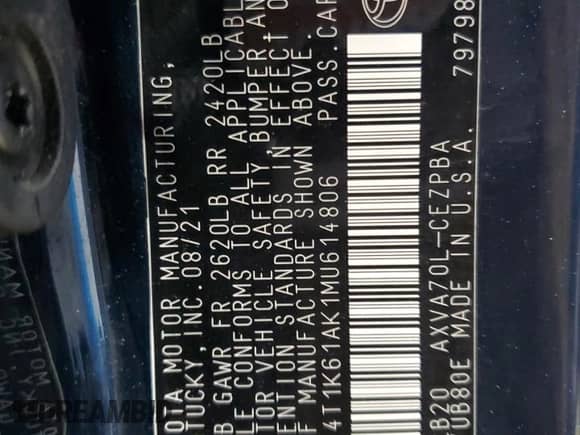 OTA MOTOR MANUFACTURING,
TUCKY, INC. 08/21
B GAWR FR 2620LB RR 2420LB
LE CONFORMS TO ALL APPLICABL
TOR VEHICLE SAFETY, BUMPER, AN
ENTION STANDARDS IN EFFECT O
F MANUFACTURE SHOWN ABOVE
4T1K61AK1MU614806 PASS. CAR
LB20 AXVA70L-CEZPBA
UB80E MADE IN U.S.A. 79798